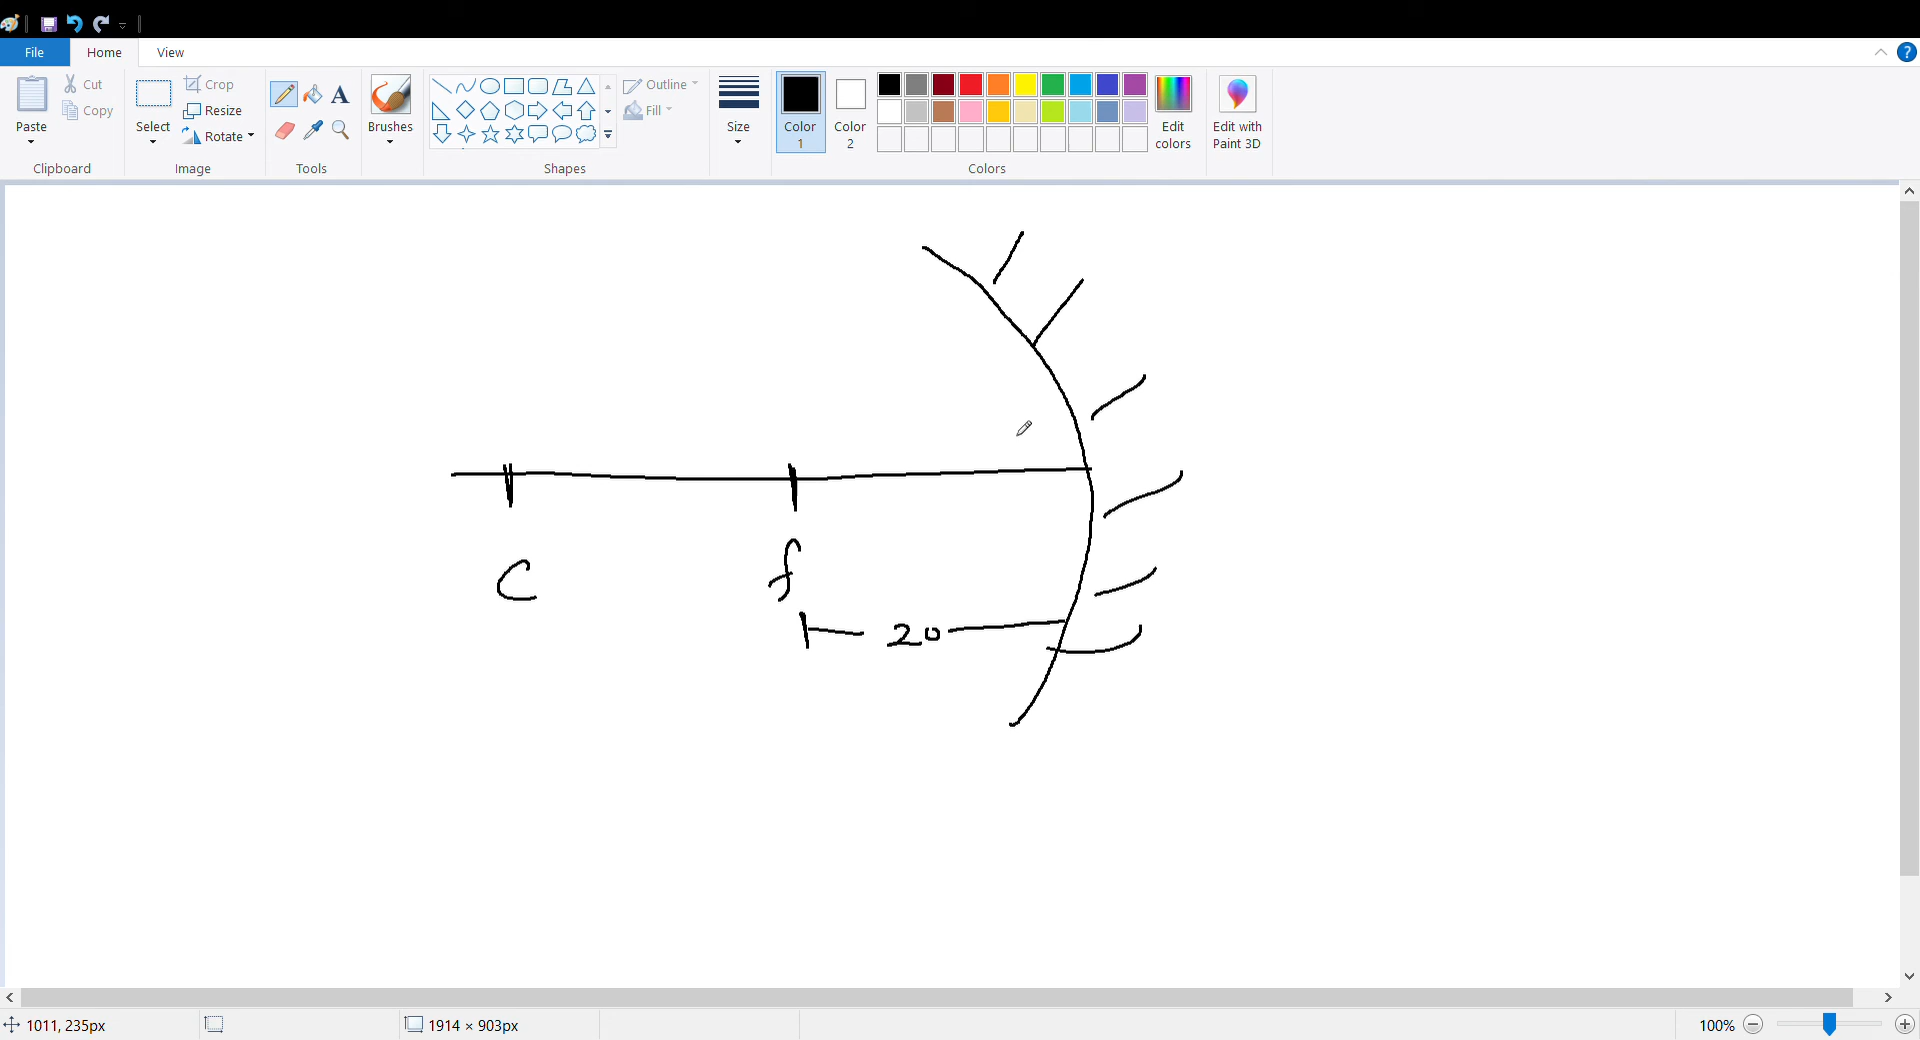 File Home View
Paste
Cut
Copy
Clipboard
Select
Crop
Resize
Rotate
Image
Tools
Brushes
Shapes
Outline
Fill
Size
Color 1
Color 2
Colors
Edit colors
Edit with Paint 3D
C
f
20
1011, 235px
1914 × 903px
100%